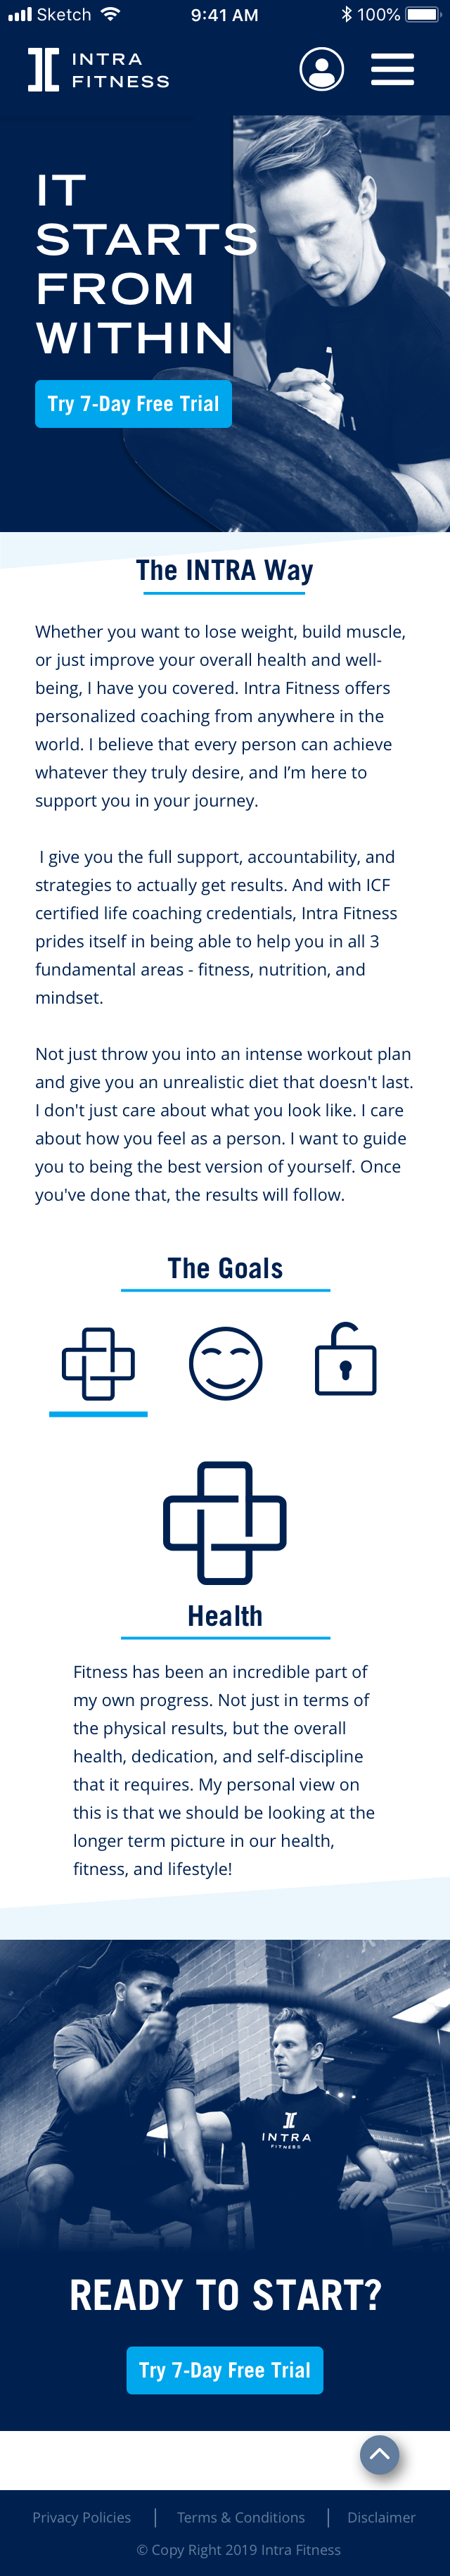 Sketch 9:41 AM 100%
INTRA
FITNESS
IT
STARTS
FROM
WITHIN
Try 7-Day Free Trial
The INTRA Way
Whether you want to lose weight, build muscle,
or just improve your overall health and well-
being, I have you covered. Intra Fitness offers
personalized coaching from anywhere in the
world. I believe that every person can achieve
whatever they truly desire, and I’m here to
support you in your journey.
I give you the full support, accountability, and
strategies to actually get results. And with ICF
certified life coaching credentials, Intra Fitness
prides itself in being able to help you in all 3
fundamental areas - fitness, nutrition, and
mindset.
Not just throw you into an intense workout plan
and give you an unrealistic diet that doesn't last.
I don't just care about what you look like. I care
about how you feel as a person. I want to guide
you to being the best version of yourself. Once
you've done that, the results will follow.
The Goals
Health
Fitness has been an incredible part of
my own progress. Not just in terms of
the physical results, but the overall
health, dedication, and self-discipline
that it requires. My personal view on
this is that we should be looking at the
longer term picture in our health,
fitness, and lifestyle!
INTRA
FITNESS
READY TO START?
Try 7-Day Free Trial
Privacy Policies | Terms & Conditions | Disclaimer
© Copy Right 2019 Intra Fitness